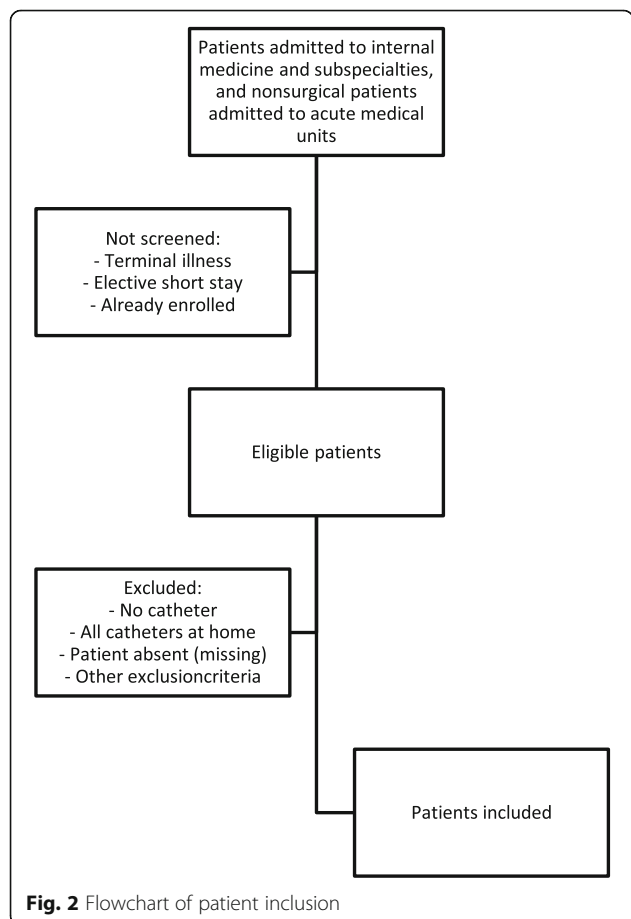 Patients admitted to internal
medicine and subspecialties,
and nonsurgical patients
admitted to acute medical
units
Not screened:
- Terminal illness
- Elective short stay
- Already enrolled
Eligible patients
Excluded:
- No catheter
- All catheters at home
- Patient absent (missing)
- Other exclusioncriteria
Patients included
Fig. 2 Flowchart of patient inclusion